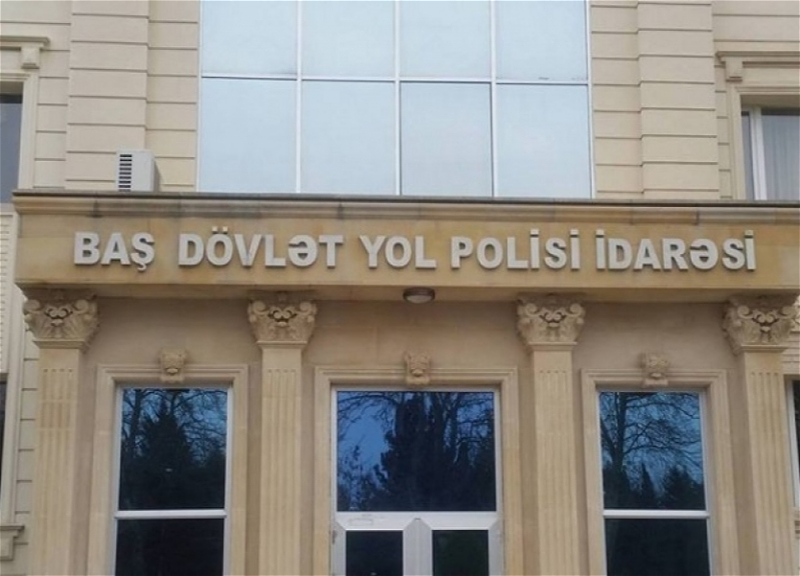 BAŞ DÖVLƏT YOL POLİSİ İDARƏSİ